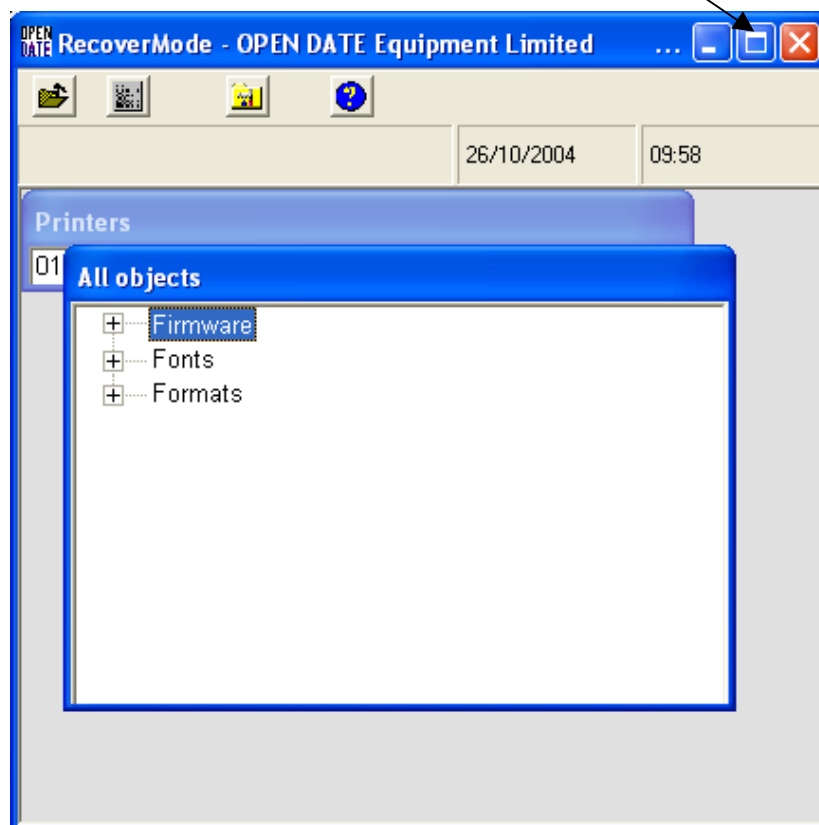 OPEN DATE RecoverMode - OPEN DATE Equipment Limited ...
26/10/2004 09:58
Printers
01
All objects
Firmware
Fonts
Formats